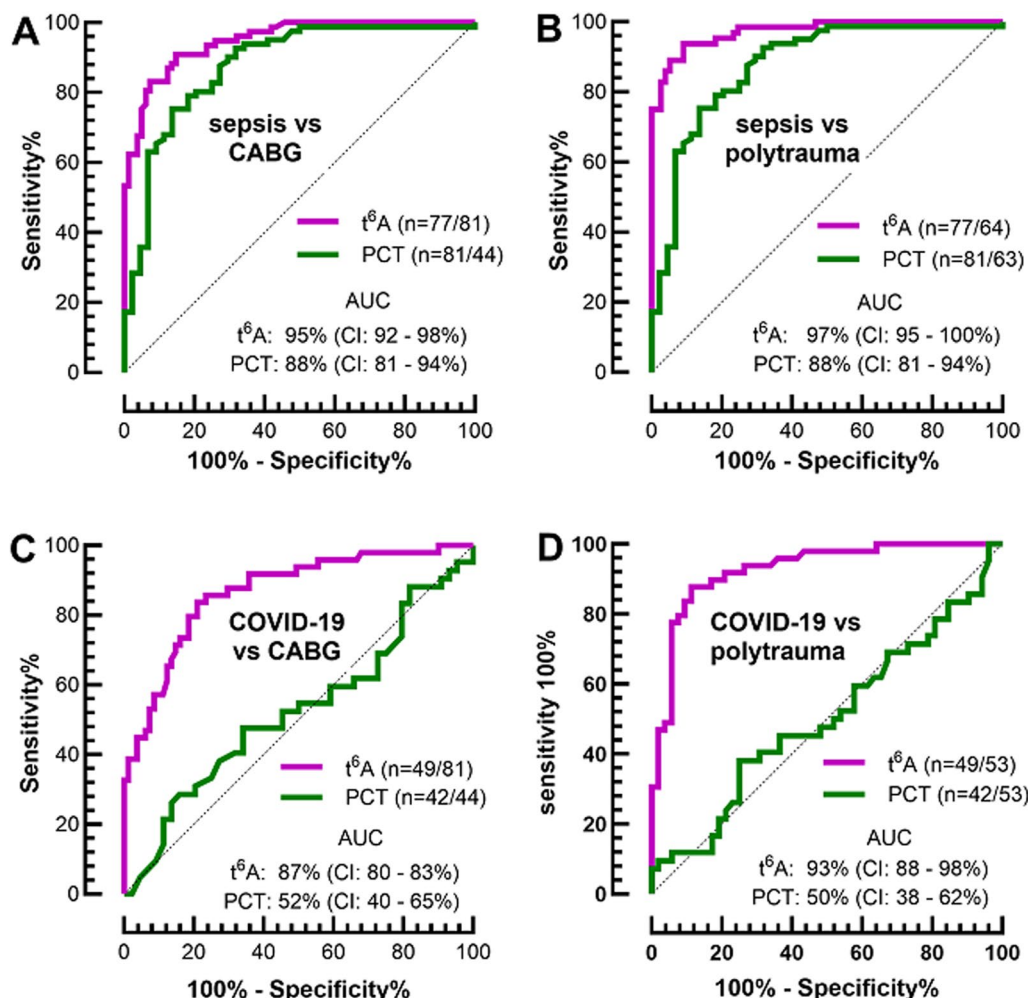 A
100
80
60
40
20
0
Sensitivity%
sepsis vs
CABG
t⁶A (n=77/81)
PCT (n=81/44)
AUC
t⁶A: 95% (CI: 92 - 98%)
PCT: 88% (CI: 81 - 94%)
0 20 40 60 80 100
100% - Specificity%
B
100
80
60
40
20
0
Sensitivity%
sepsis vs
polytrauma
t⁶A (n=77/64)
PCT (n=81/63)
AUC
t⁶A: 97% (CI: 95 - 100%)
PCT: 88% (CI: 81 - 94%)
0 20 40 60 80 100
100% - Specificity%
C
100
80
60
40
20
0
Sensitivity%
COVID-19
vs CABG
t⁶A (n=49/81)
PCT (n=42/44)
AUC
t⁶A: 87% (CI: 80 - 83%)
PCT: 52% (CI: 40 - 65%)
0 20 40 60 80 100
100% - Specificity%
D
100
80
60
40
20
0
sensitivity 100%
COVID-19 vs
polytrauma
t⁶A (n=49/53)
PCT (n=42/53)
AUC
t⁶A: 93% (CI: 88 - 98%)
PCT: 50% (CI: 38 - 62%)
0 20 40 60 80 100
100% - Specificity%